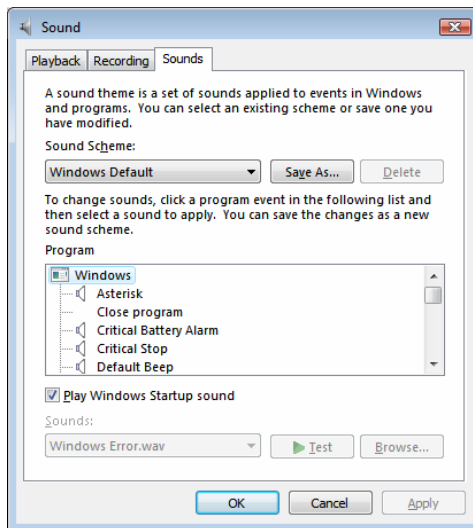 Sound
Playback Recording Sounds
A sound theme is a set of sounds applied to events in Windows
and programs. You can select an existing scheme or save one you
have modified.
Sound Scheme:
Windows Default Save As... Delete
To change sounds, click a program event in the following list and
then select a sound to apply. You can save the changes as a new
sound scheme.
Program
Windows
Asterisk
Close program
Critical Battery Alarm
Critical Stop
Default Beep
Play Windows Startup sound
Sounds:
Windows Error.wav Test Browse...
OK Cancel Apply